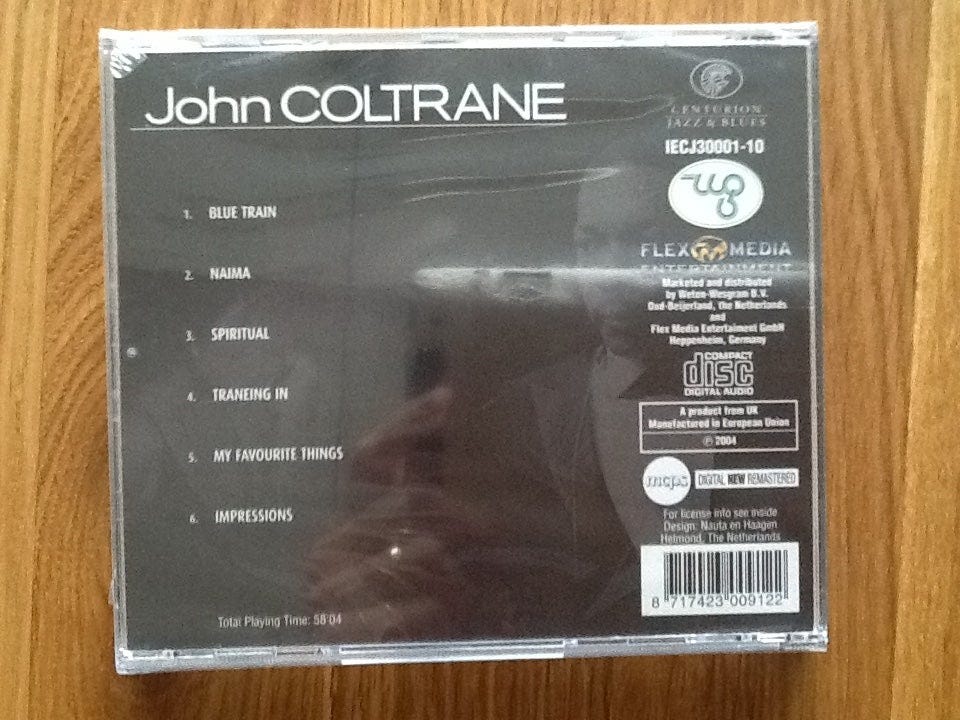 John COLTRANE
1. BLUE TRAIN
2. NAIMA
3. SPIRITUAL
4. TRANEING IN
5. MY FAVOURITE THINGS
6. IMPRESSIONS
Total Playing Time: 58'04
CENTURION
JAZZ & BLUES
IECJ30001-10
FLEX MEDIA
ENTERTAINMENT
Marketed and distributed
by Weton-Wesgram B.V.
Oud-Beijerland, the Netherlands
and
Flex Media Entertaiment GmbH
Heppenheim, Germany
COMPACT
disc
DIGITAL AUDIO
A product from UK
Manufactured in European Union
℗ 2004
mcps
DIGITAL NEW REMASTERED
For license info see inside
Design: Nauta en Haagen
Helmond, The Netherlands
8 717423 009122